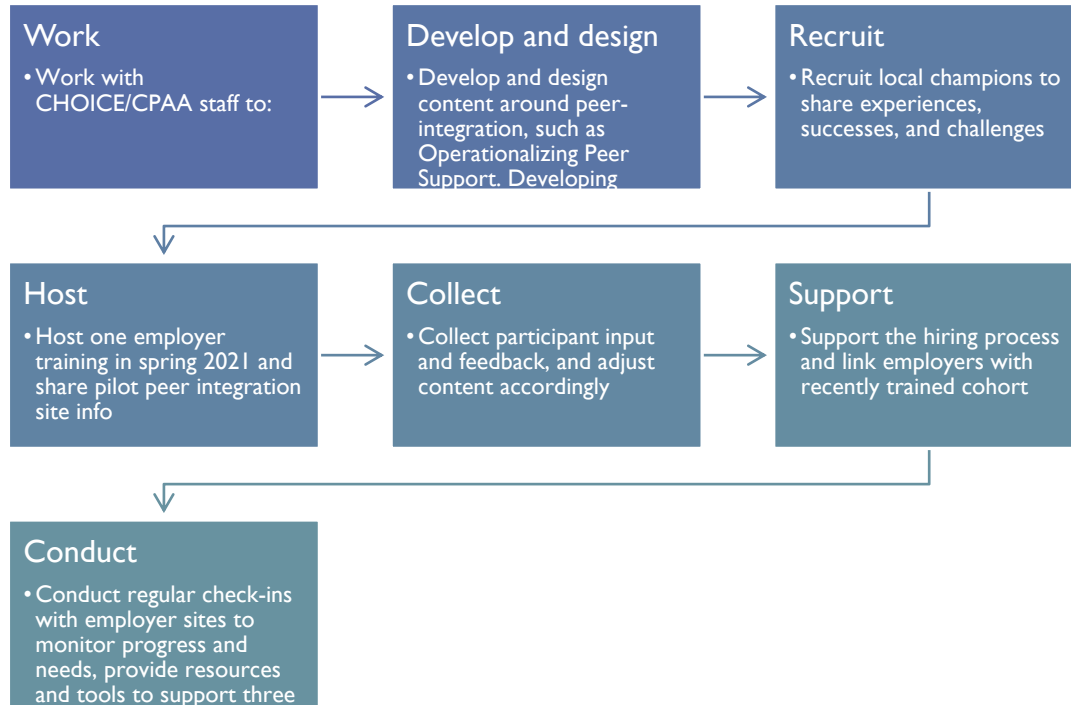 Work
• Work with
CHOICE/CPAA staff to:
Develop and design
• Develop and design
content around peer-
integration, such as
Operationalizing Peer
Support. Developing
Recruit
• Recruit local champions to
share experiences,
successes, and challenges
Host
• Host one employer
training in spring 2021 and
share pilot peer integration
site info
Collect
• Collect participant input
and feedback, and adjust
content accordingly
Support
• Support the hiring process
and link employers with
recently trained cohort
Conduct
• Conduct regular check-ins
with employer sites to
monitor progress and
needs, provide resources
and tools to support three